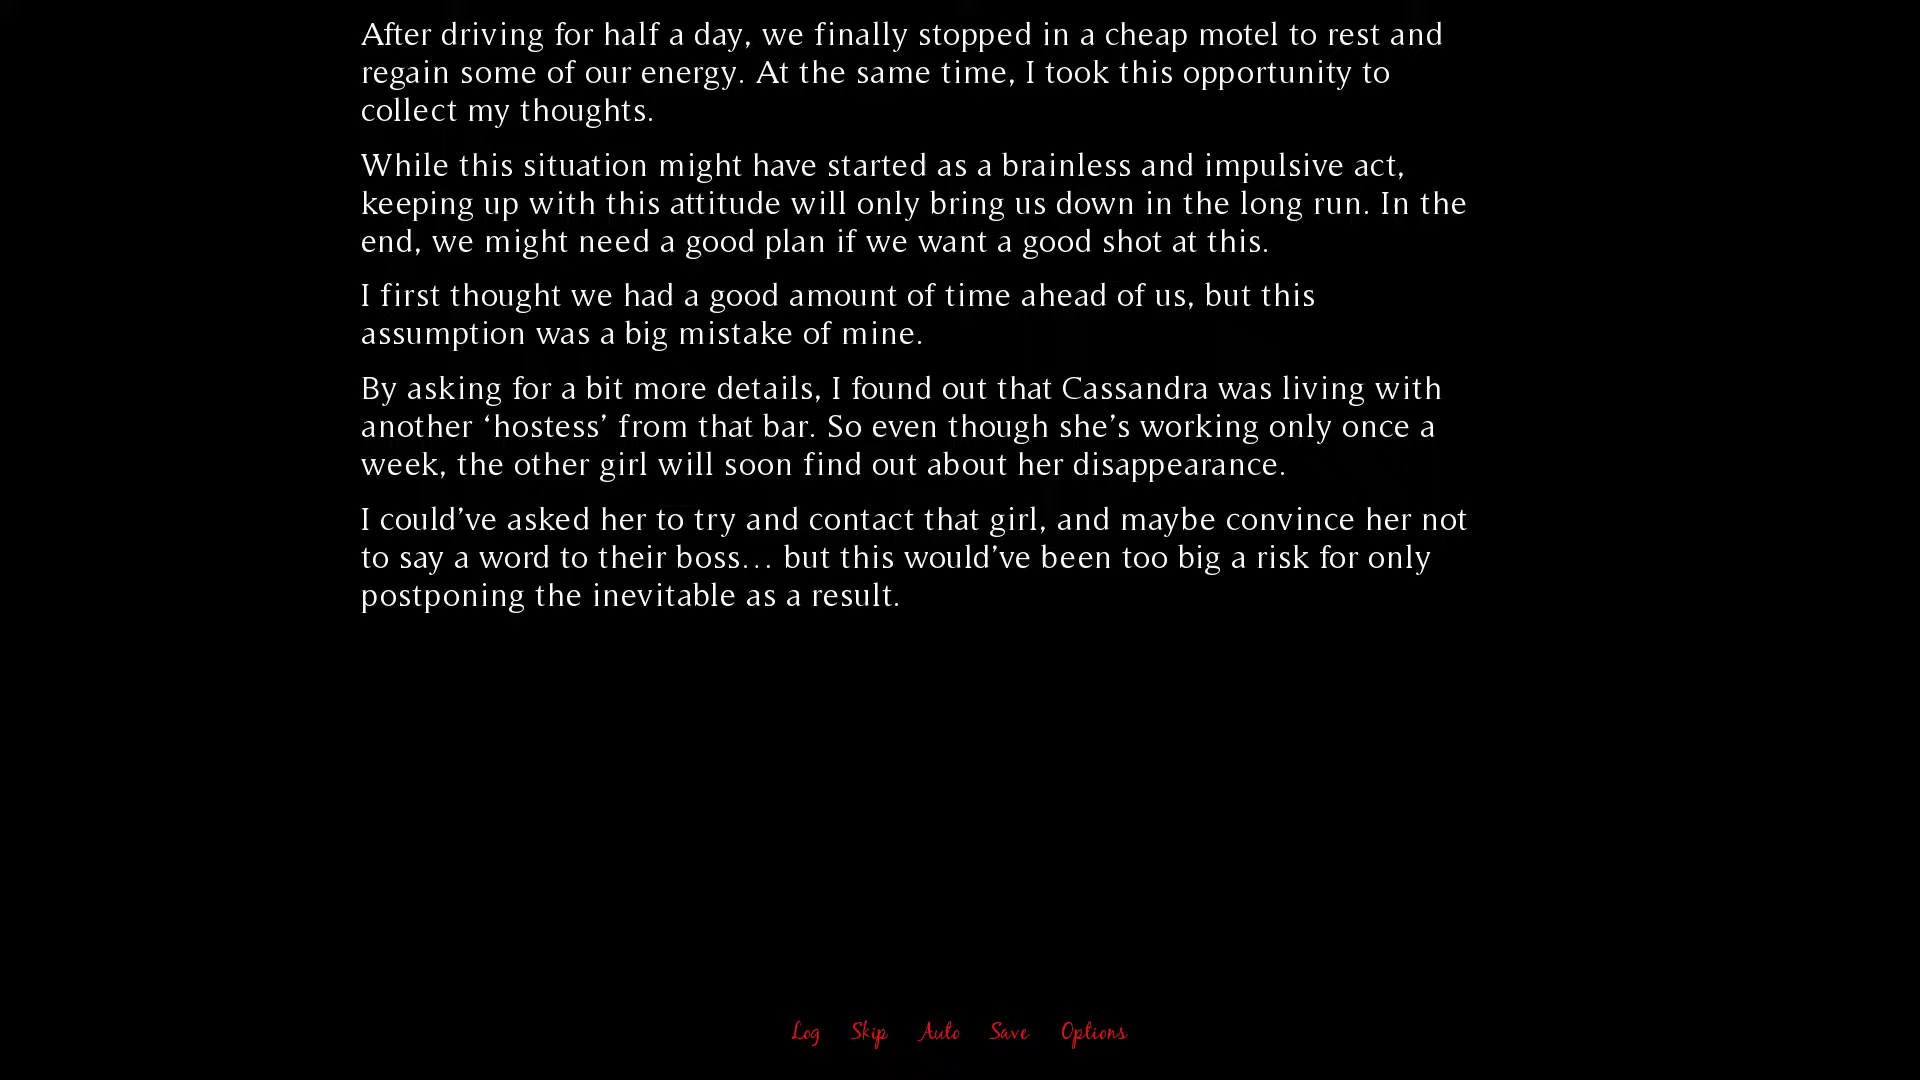 After driving for half a day, we finally stopped in a cheap motel to rest and
regain some of our energy. At the same time, I took this opportunity to
collect my thoughts.
While this situation might have started as a brainless and impulsive act,
keeping up with this attitude will only bring us down in the long run. In the
end, we might need a good plan if we want a good shot at this.
I first thought we had a good amount of time ahead of us, but this
assumption was a big mistake of mine.
By asking for a bit more details, I found out that Cassandra was living with
another ‘hostess’ from that bar. So even though she’s working only once a
week, the other girl will soon find out about her disappearance.
I could’ve asked her to try and contact that girl, and maybe convince her not
to say a word to their boss… but this would’ve been too big a risk for only
postponing the inevitable as a result.
Log Skip Auto Save Options